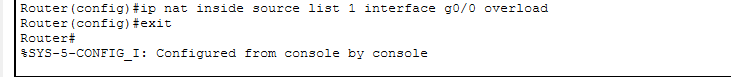 Router(config)#ip nat inside source list 1 interface g0/0 overload
Router(config)#exit
Router#
%SYS-5-CONFIG_I: Configured from console by console